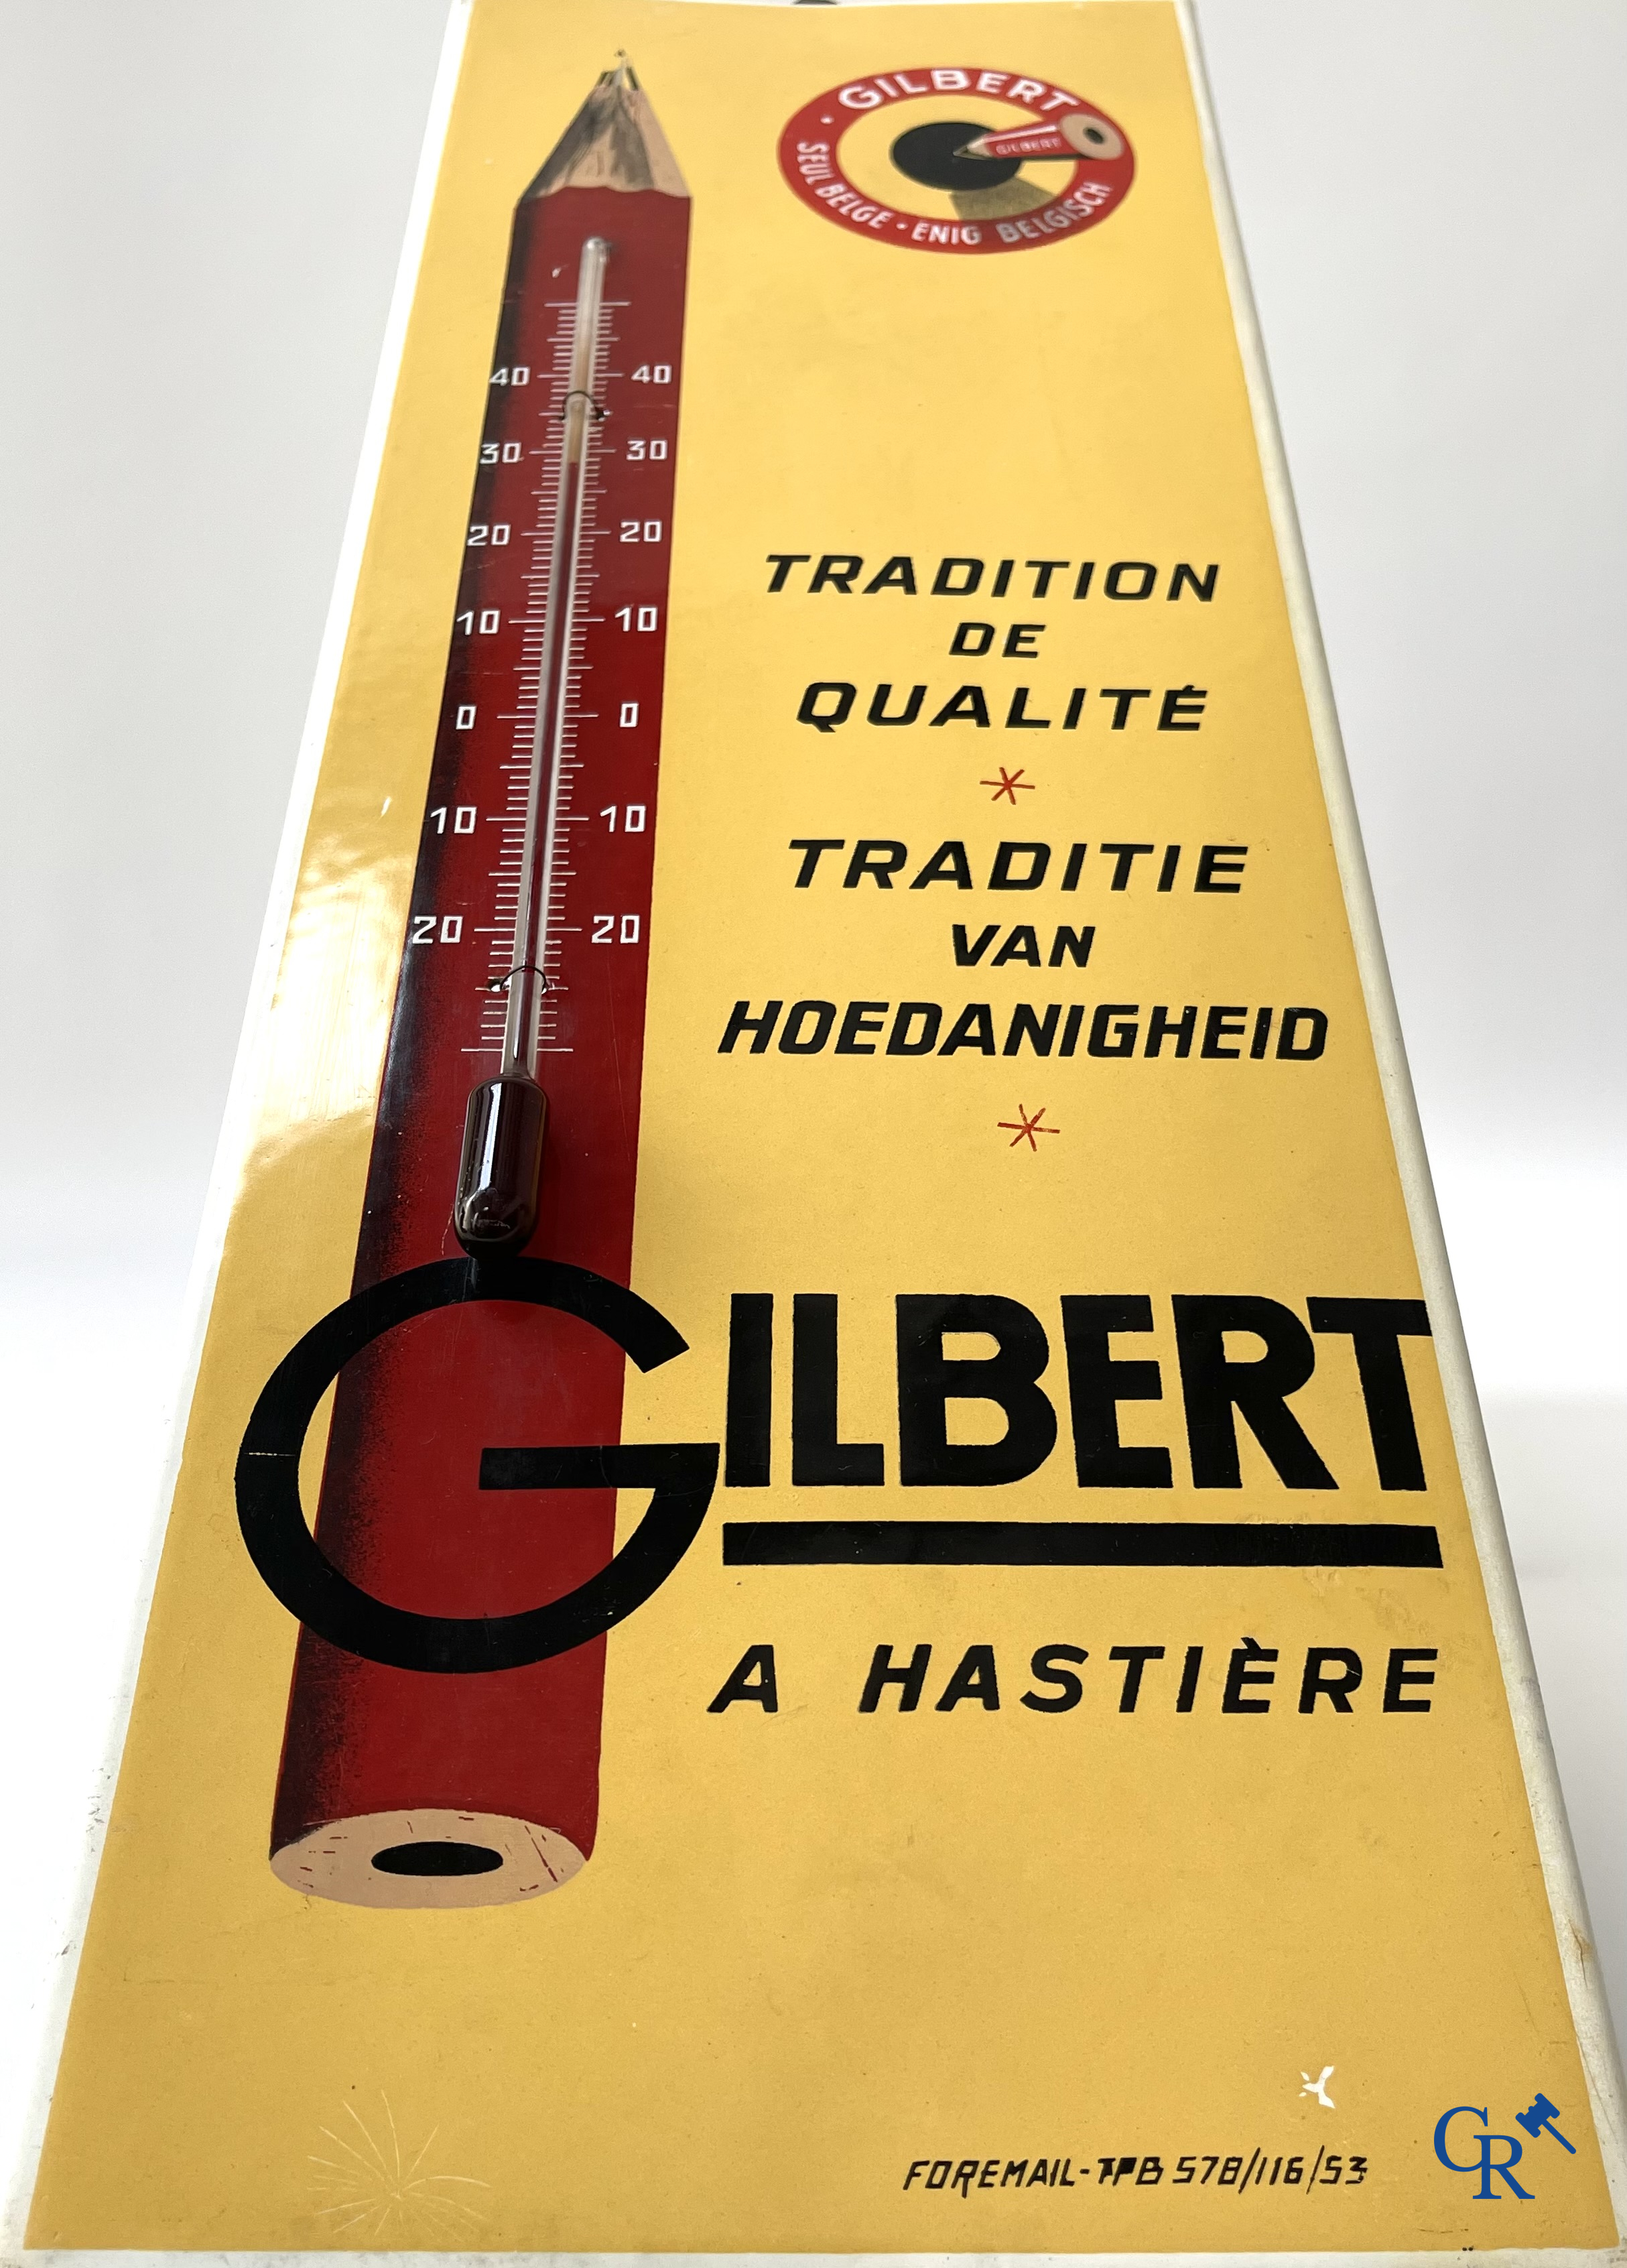 GILBERT
GILBERT
SEUL BELGE · ENIG BELGISCH
40 40
30 30
20 20
10 10
0 0
10 10
20 20
TRADITION
DE
QUALITÉ
*
TRADITIE
VAN
HOEDANIGHEID
*
GILBERT
A HASTIÈRE
FOREMAIL-TPB 578/116/53
CR